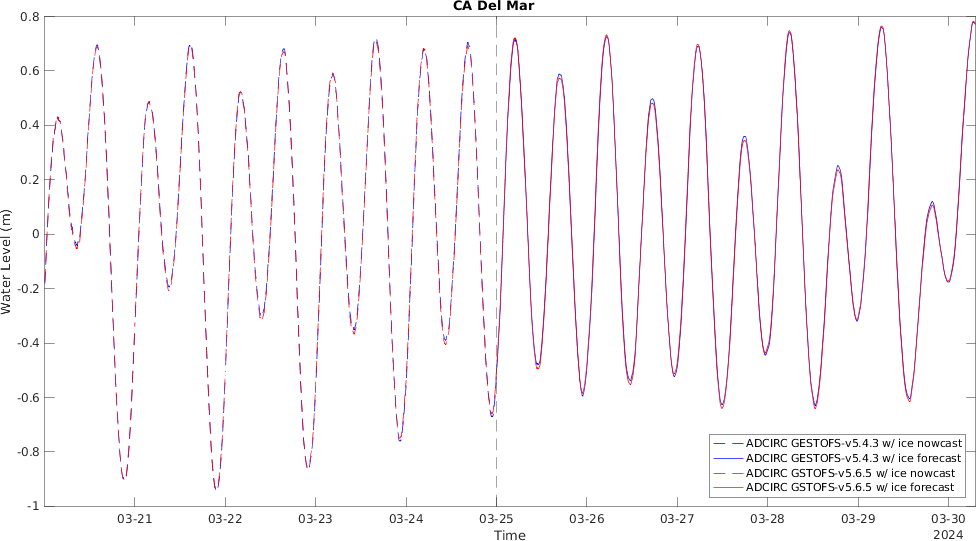 CA Del Mar
0.8
0.6
0.4
0.2
0
-0.2
-0.4
-0.6
-0.8
-1
Water Level (m)
ADCIRC GESTOFS-v5.4.3 w/ ice nowcast
ADCIRC GESTOFS-v5.4.3 w/ ice forecast
ADCIRC GSTOFS-v5.6.5 w/ ice nowcast
ADCIRC GSTOFS-v5.6.5 w/ ice forecast
03-21 03-22 03-23 03-24 03-25 03-26 03-27 03-28 03-29 03-30
Time
2024